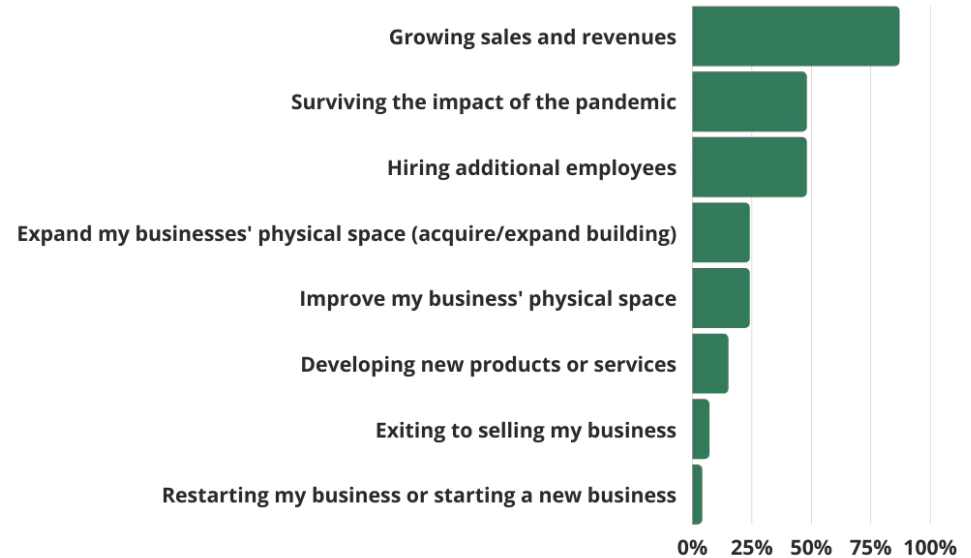 Growing sales and revenues
Surviving the impact of the pandemic
Hiring additional employees
Expand my businesses' physical space (acquire/expand building)
Improve my business' physical space
Developing new products or services
Exiting to selling my business
Restarting my business or starting a new business
0% 25% 50% 75% 100%